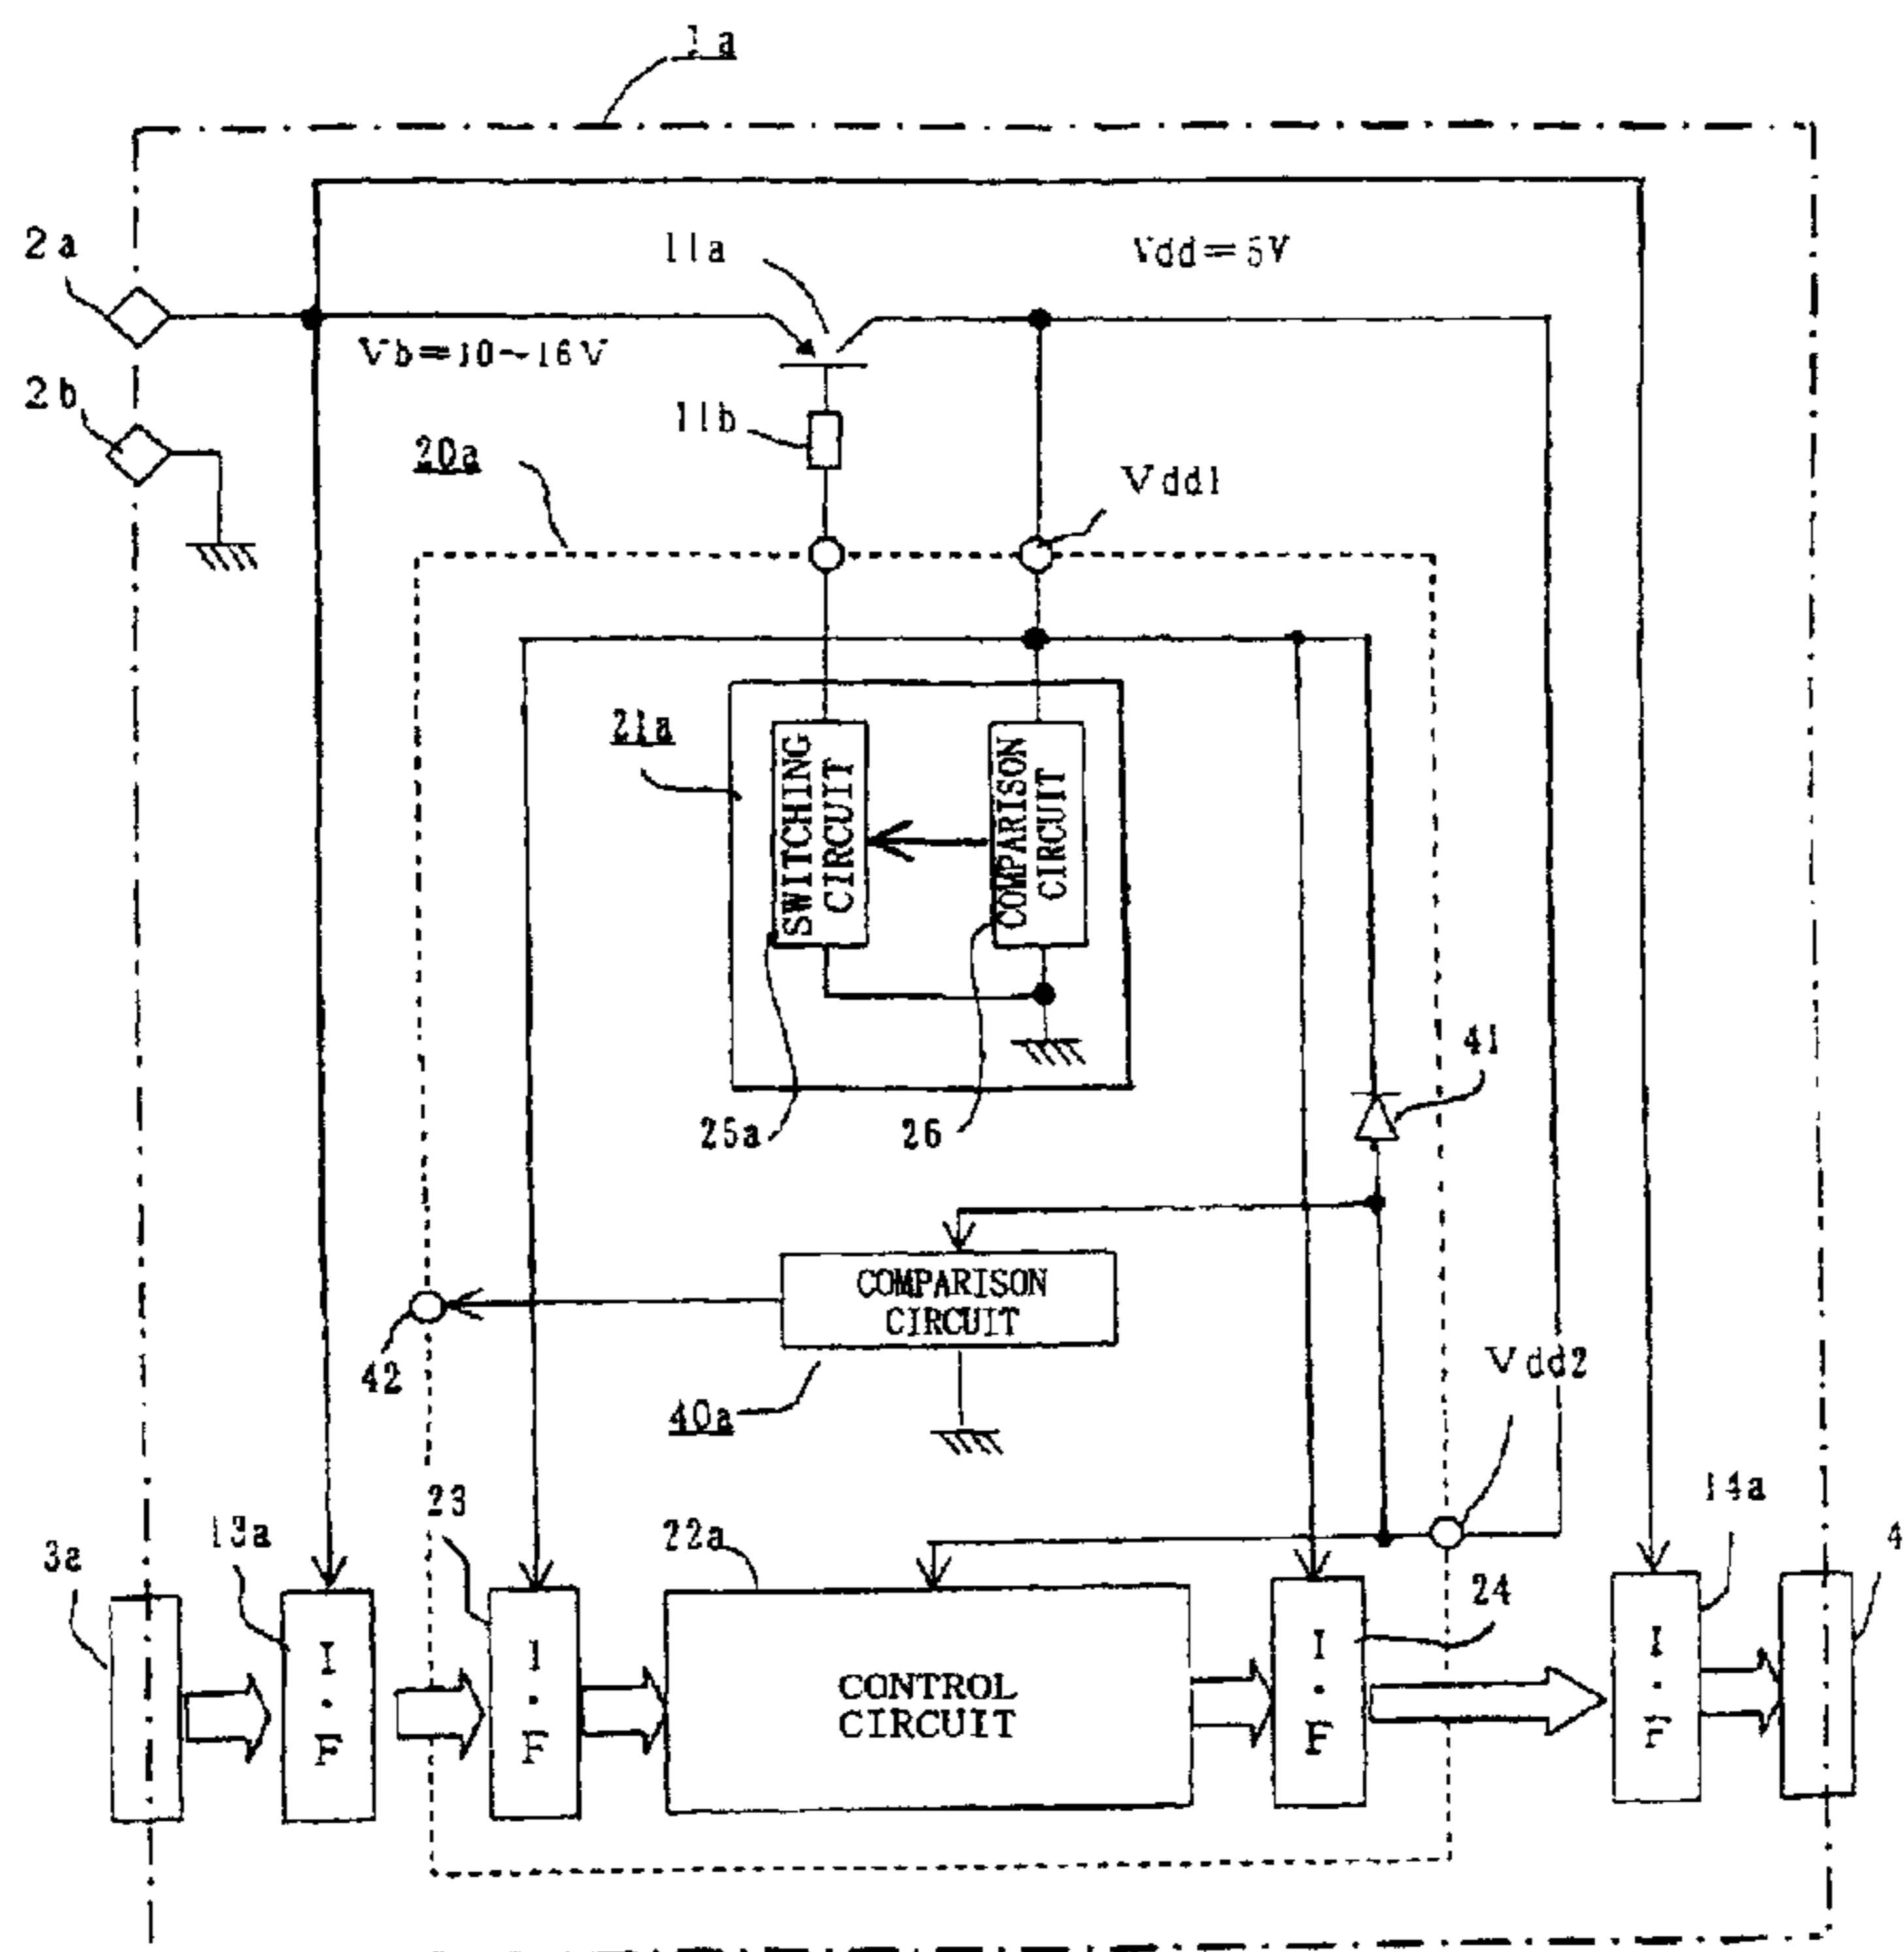 1a
2a
11a
Vdd=5V
Vb=10~16V
2b
11b
20a
Vdd1
21a
SWITCHING
CIRCUIT
COMPARISON
CIRCUIT
41
25a
26
COMPARISON
CIRCUIT
42
Vdd2
40a
23
14a
13a
22a
3a
4
24
I・F
I・F
CONTROL
CIRCUIT
I・F
I・F